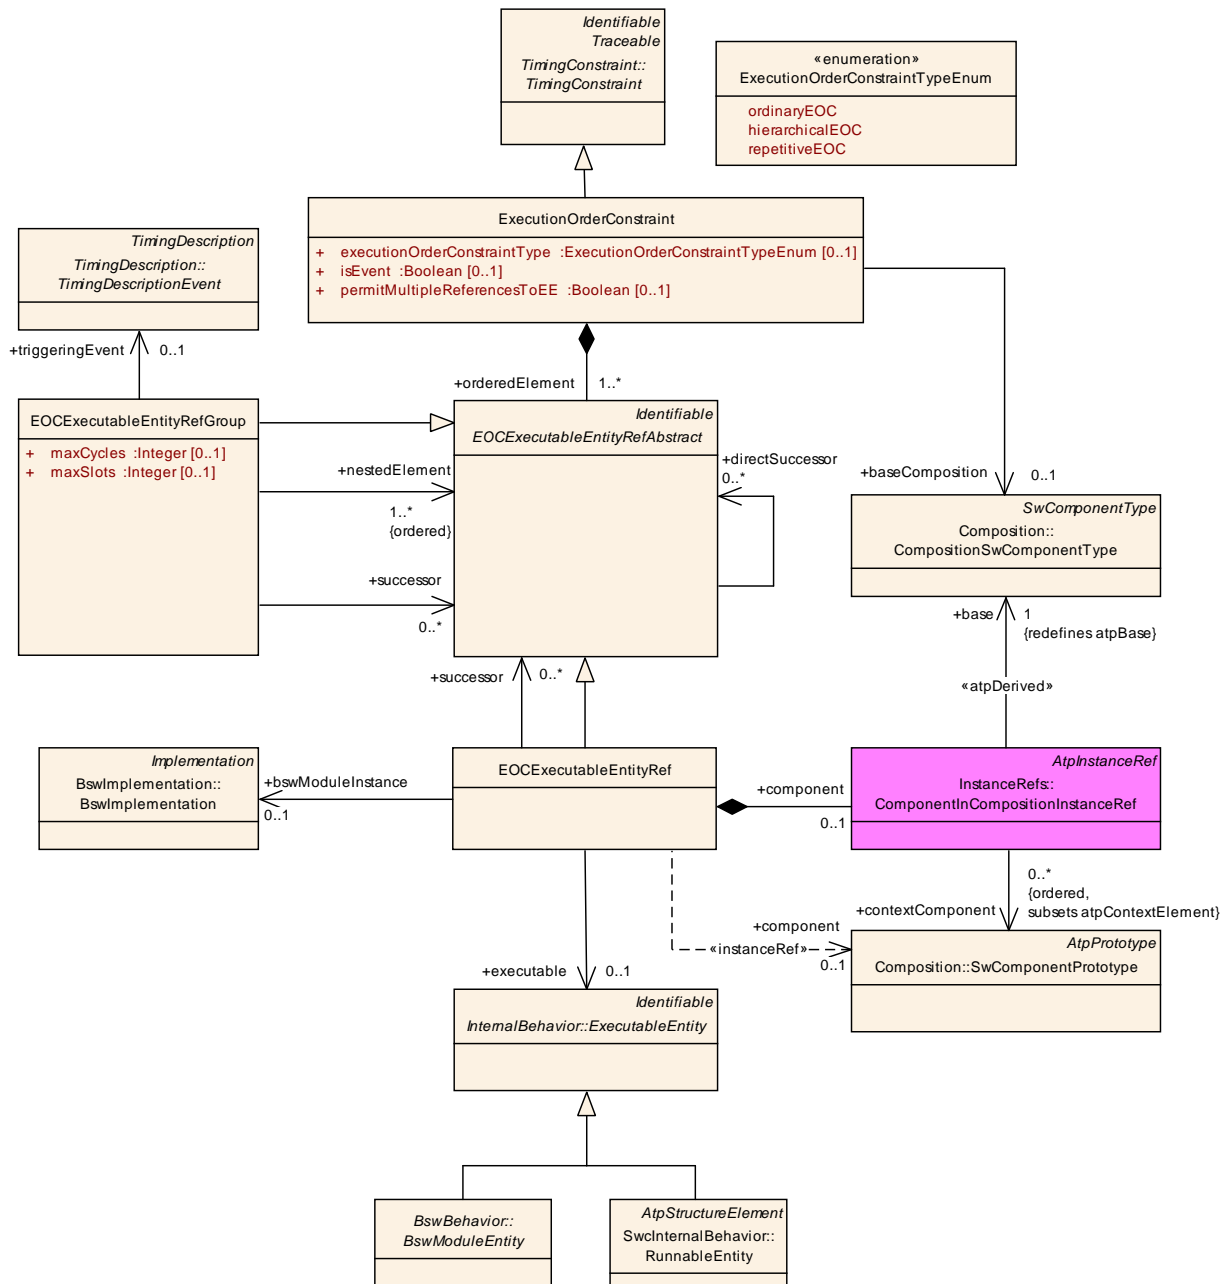 Identifiable
Traceable
TimingConstraint::
TimingConstraint
«enumeration»
ExecutionOrderConstraintTypeEnum
ordinaryEOC
hierarchicalEOC
repetitiveEOC
ExecutionOrderConstraint
+ executionOrderConstraintType :ExecutionOrderConstraintTypeEnum [0..1]
+ isEvent :Boolean [0..1]
+ permitMultipleReferencesToEE :Boolean [0..1]
TimingDescription
TimingDescription::
TimingDescriptionEvent
+triggeringEvent 0..1
+orderedElement 1..*
EOCExecutableEntityRefGroup
+ maxCycles :Integer [0..1]
+ maxSlots :Integer [0..1]
Identifiable
EOCExecutableEntityRefAbstract
+directSuccessor
0..*
+nestedElement
1..*
{ordered}
+successor
0..*
+baseComposition 0..1
SwComponentType
Composition::
CompositionSwComponentType
+base 1
{redefines atpBase}
«atpDerived»
+successor 0..*
Implementation
BswImplementation::
BswImplementation
+bswModuleInstance
0..1
EOCExecutableEntityRef
+component
0..1
AtpInstanceRef
InstanceRefs::
ComponentInCompositionInstanceRef
0..*
{ordered,
subsets atpContextElement}
+contextComponent
+component
«instanceRef»
0..1
AtpPrototype
Composition::SwComponentPrototype
+executable 0..1
Identifiable
InternalBehavior::ExecutableEntity
BswBehavior::
BswModuleEntity
AtpStructureElement
SwcInternalBehavior::
RunnableEntity